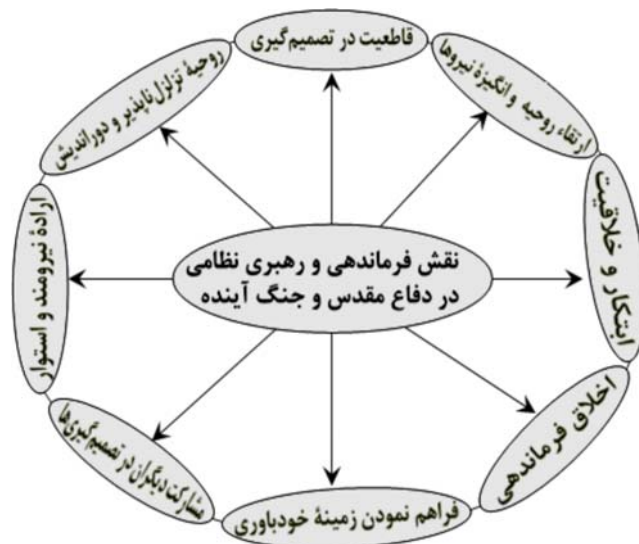 قاطعیت در تصمیم‌گیری
ارتقاء روحیه و انگیزهٔ نیروها
ابتکار و خلاقیت
اخلاق فرماندهی
فراهم نمودن زمینهٔ خودباوری
مشارکت دیگران در تصمیم‌گیری‌ها
ارادهٔ نیرومند و استوار
روحیهٔ تزلزل‌ناپذیر و دوراندیش
نقش فرماندهی و رهبری نظامی
در دفاع مقدس و جنگ آینده